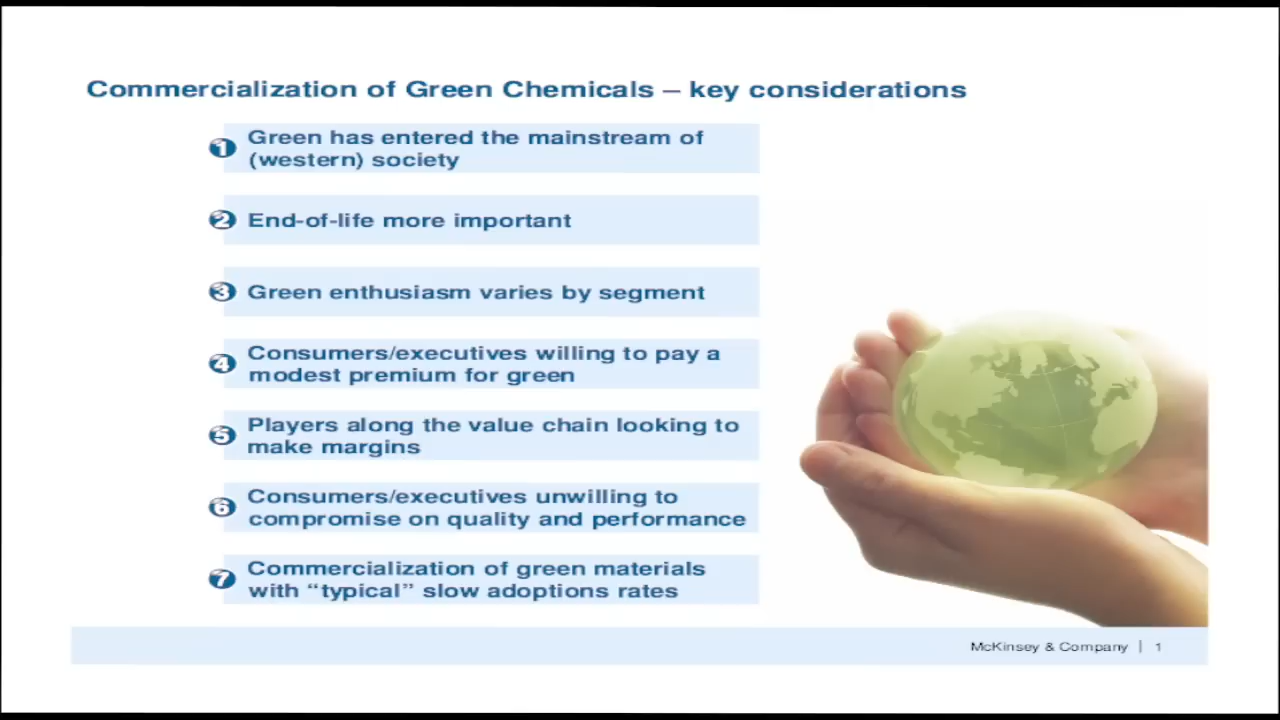 Commercialization of Green Chemicals – key considerations
1 Green has entered the mainstream of
(western) society
2 End-of-life more important
3 Green enthusiasm varies by segment
4 Consumers/executives willing to pay a
modest premium for green
5 Players along the value chain looking to
make margins
6 Consumers/executives unwilling to
compromise on quality and performance
7 Commercialization of green materials
with “typical” slow adoptions rates
McKinsey & Company | 1